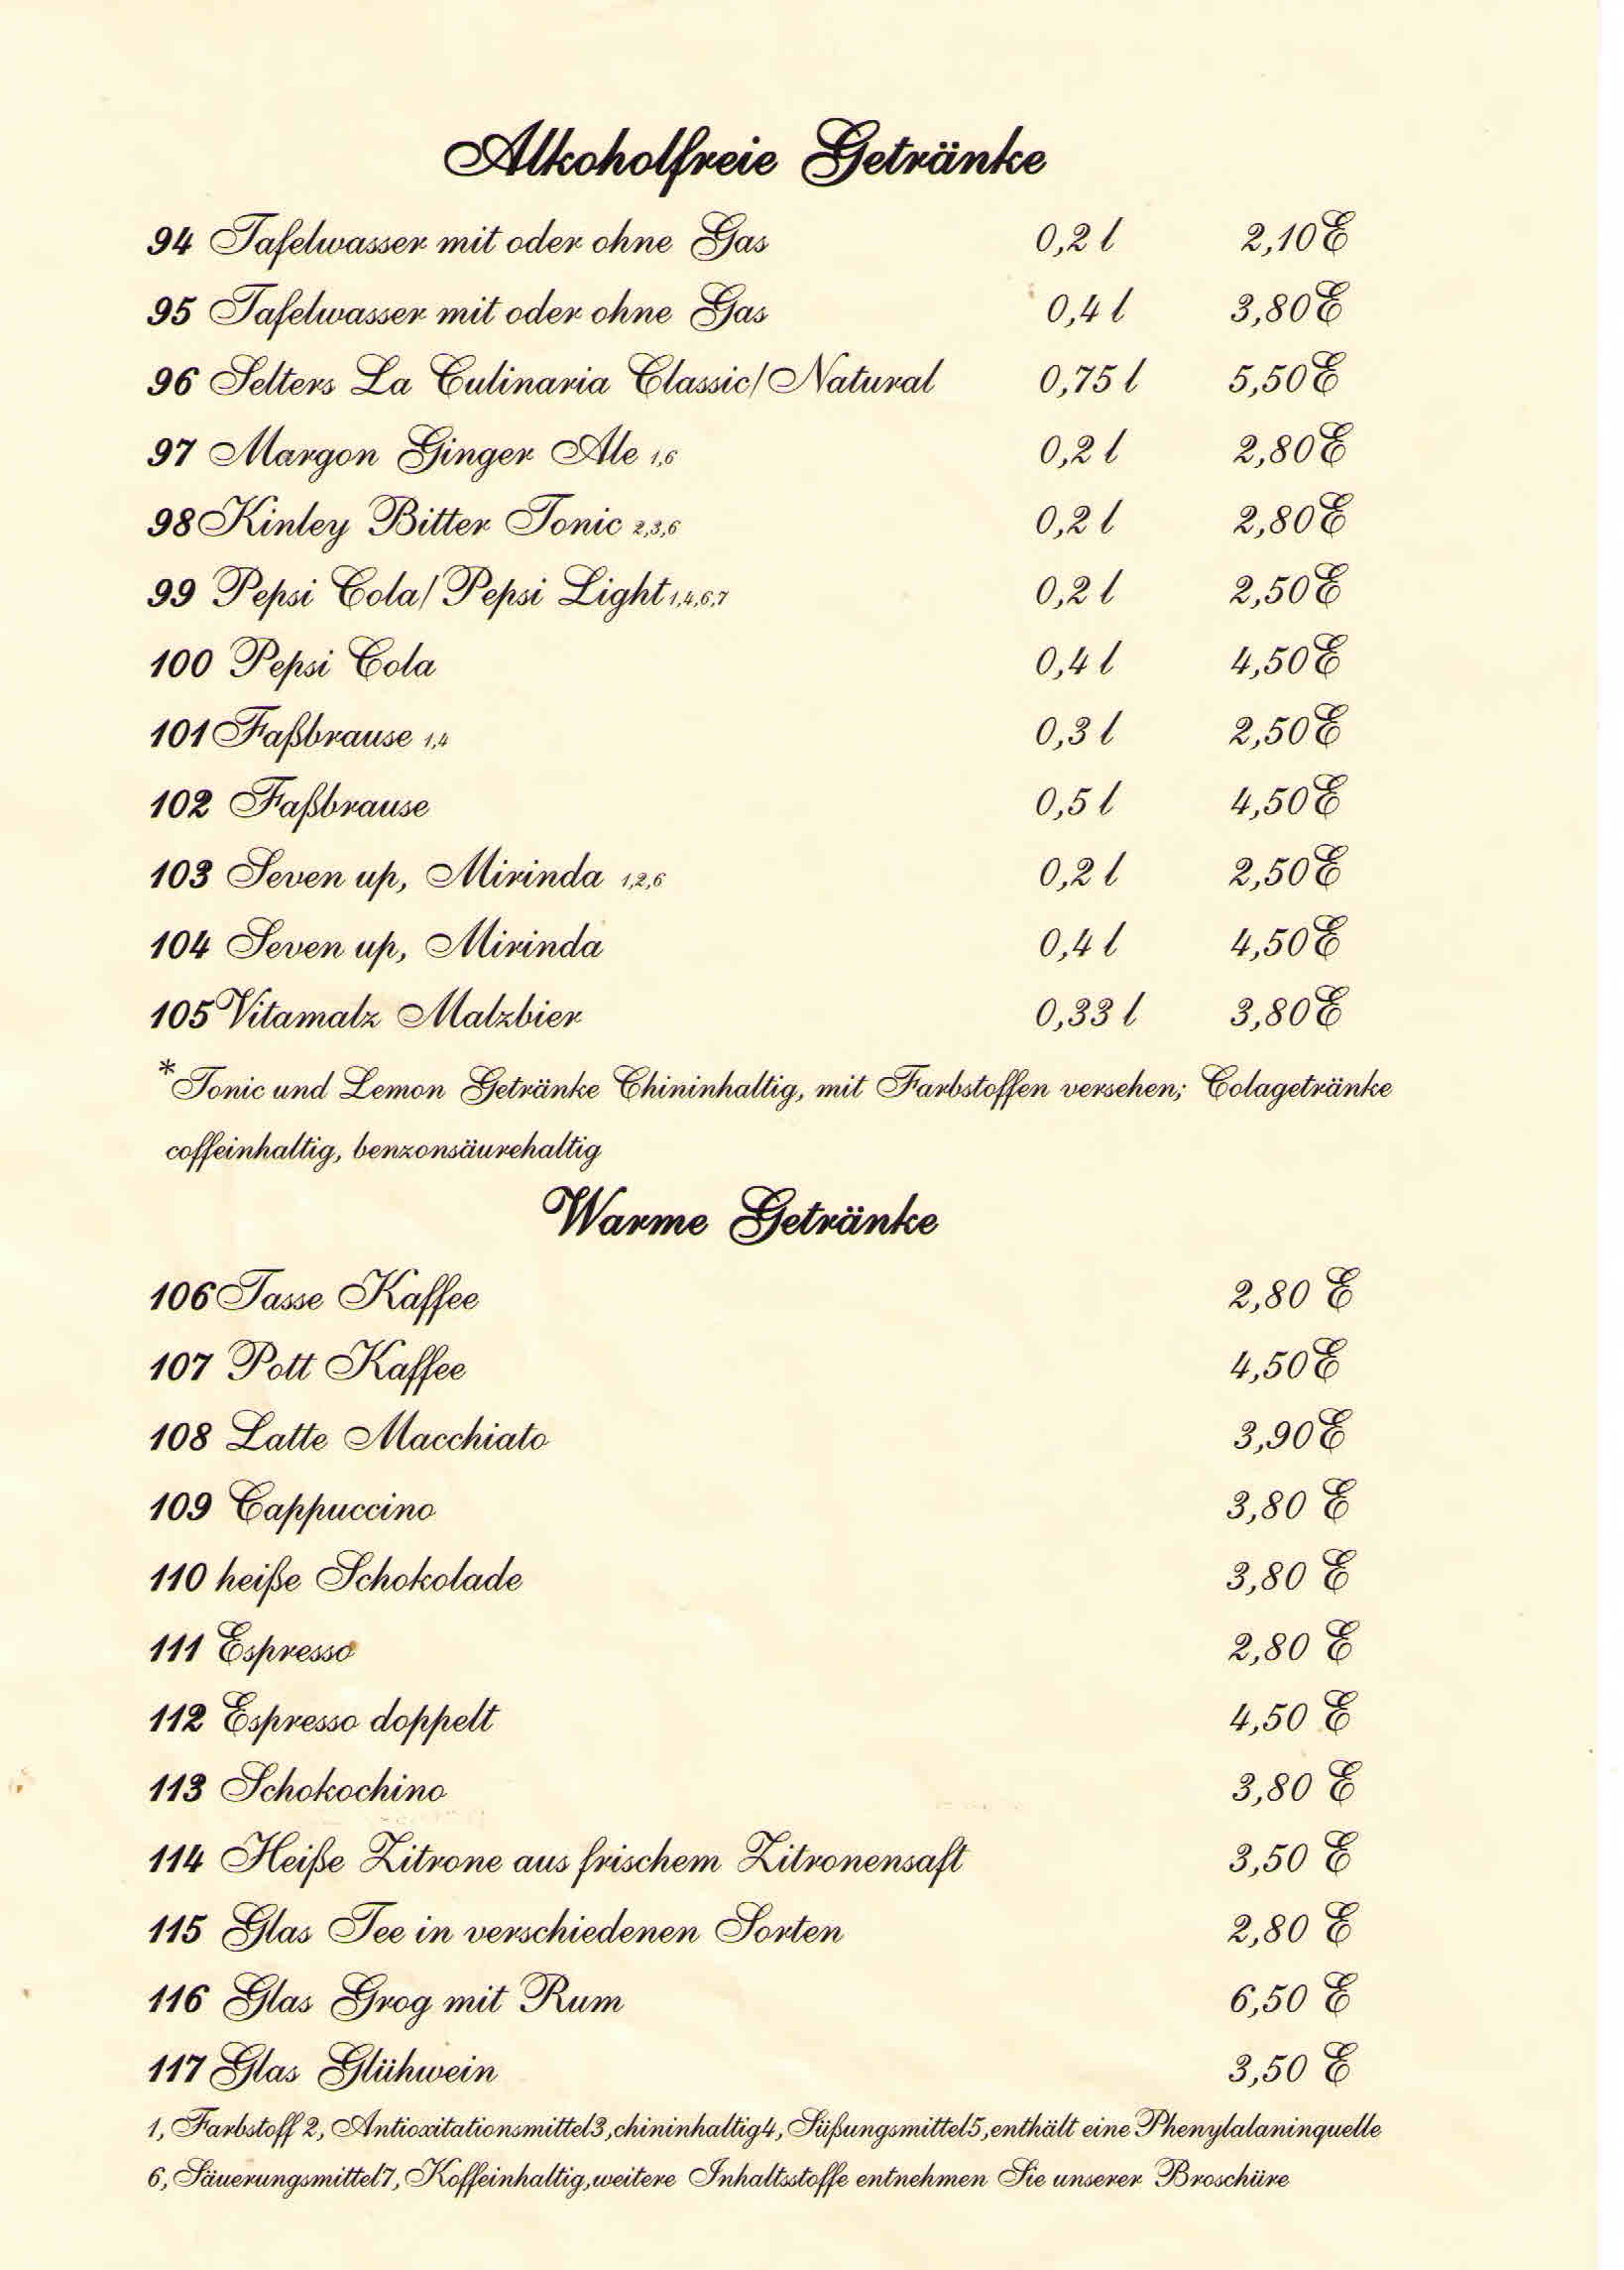 Alkoholfreie Getränke
94 Tafelwasser mit oder ohne Gas 0,2 l 2,10 E
95 Tafelwasser mit oder ohne Gas 0,4 l 3,80 E
96 Selters La Culinaria Classic/ Natural 0,75 l 5,50 E
97 Margon Ginger Ale 1,6 0,2 l 2,80 E
98 Kinley Bitter Tonic 2,3,6 0,2 l 2,80 E
99 Pepsi Cola/ Pepsi Light 1,4,6,7 0,2 l 2,50 E
100 Pepsi Cola 0,4 l 4,50 E
101 Faßbrause 1,4 0,3 l 2,50 E
102 Faßbrause 0,5 l 4,50 E
103 Seven up, Mirinda 1,2,6 0,2 l 2,50 E
104 Seven up, Mirinda 0,4 l 4,50 E
105 Vitamalz Malzbier 0,33 l 3,80 E
*Tonic und Lemon Getränke Chininhaltig, mit Farbstoffen versehen; Colagetränke
coffeinhaltig, benzonsäurehaltig
Warme Getränke
106 Tasse Kaffee 2,80 E
107 Pott Kaffee 4,50 E
108 Latte Macchiato 3,90 E
109 Cappuccino 3,80 E
110 heiße Schokolade 3,80 E
111 Espresso 2,80 E
112 Espresso doppelt 4,50 E
113 Schokochino 3,80 E
114 Heiße Zitrone aus frischem Zitronensaft 3,50 E
115 Glas Tee in verschiedenen Sorten 2,80 E
116 Glas Grog mit Rum 6,50 E
117 Glas Glühwein 3,50 E
1, Farbstoff 2, Antioxitationsmittel3,chininhaltig4, Süßungsmittel5,enthält eine Phenylalaninquelle
6, Säuerungsmittel7, Koffeinhaltig,weitere Inhaltsstoffe entnehmen Sie unserer Broschüre